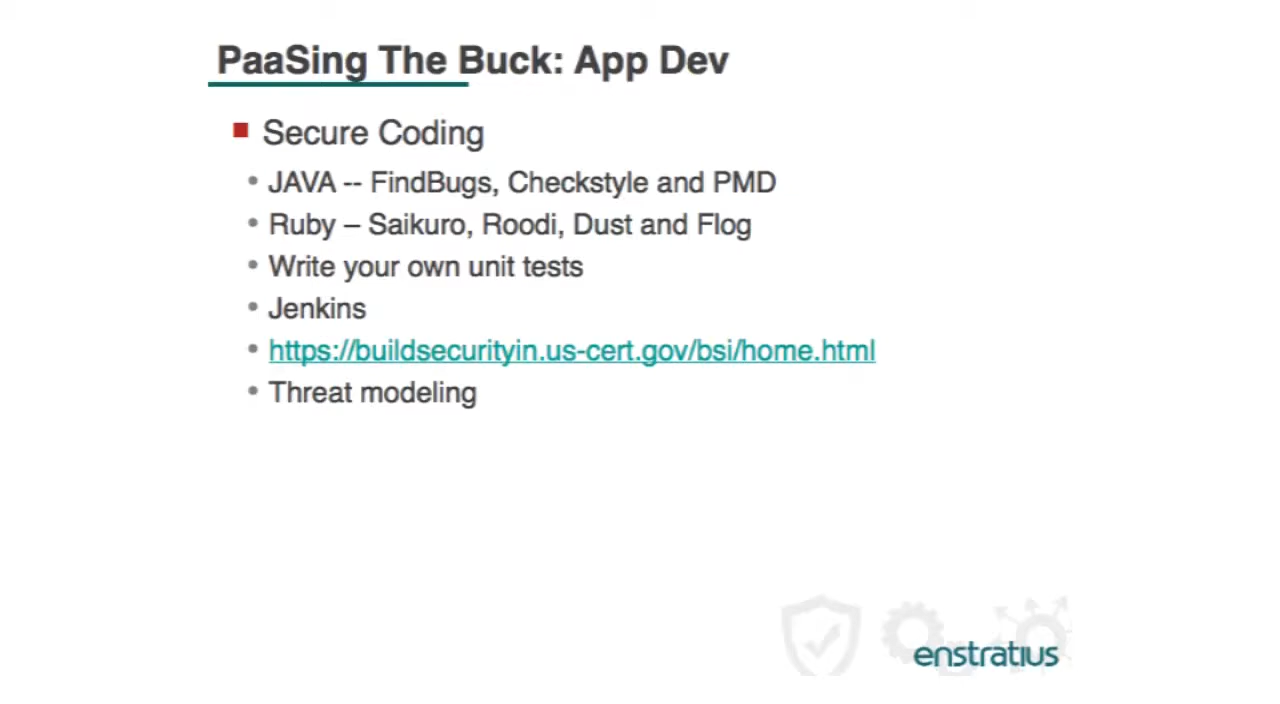 PaaSing The Buck: App Dev
Secure Coding
JAVA -- FindBugs, Checkstyle and PMD
Ruby – Saikuro, Roodi, Dust and Flog
Write your own unit tests
Jenkins
https://buildsecurityin.us-cert.gov/bsi/home.html
Threat modeling
enstratius